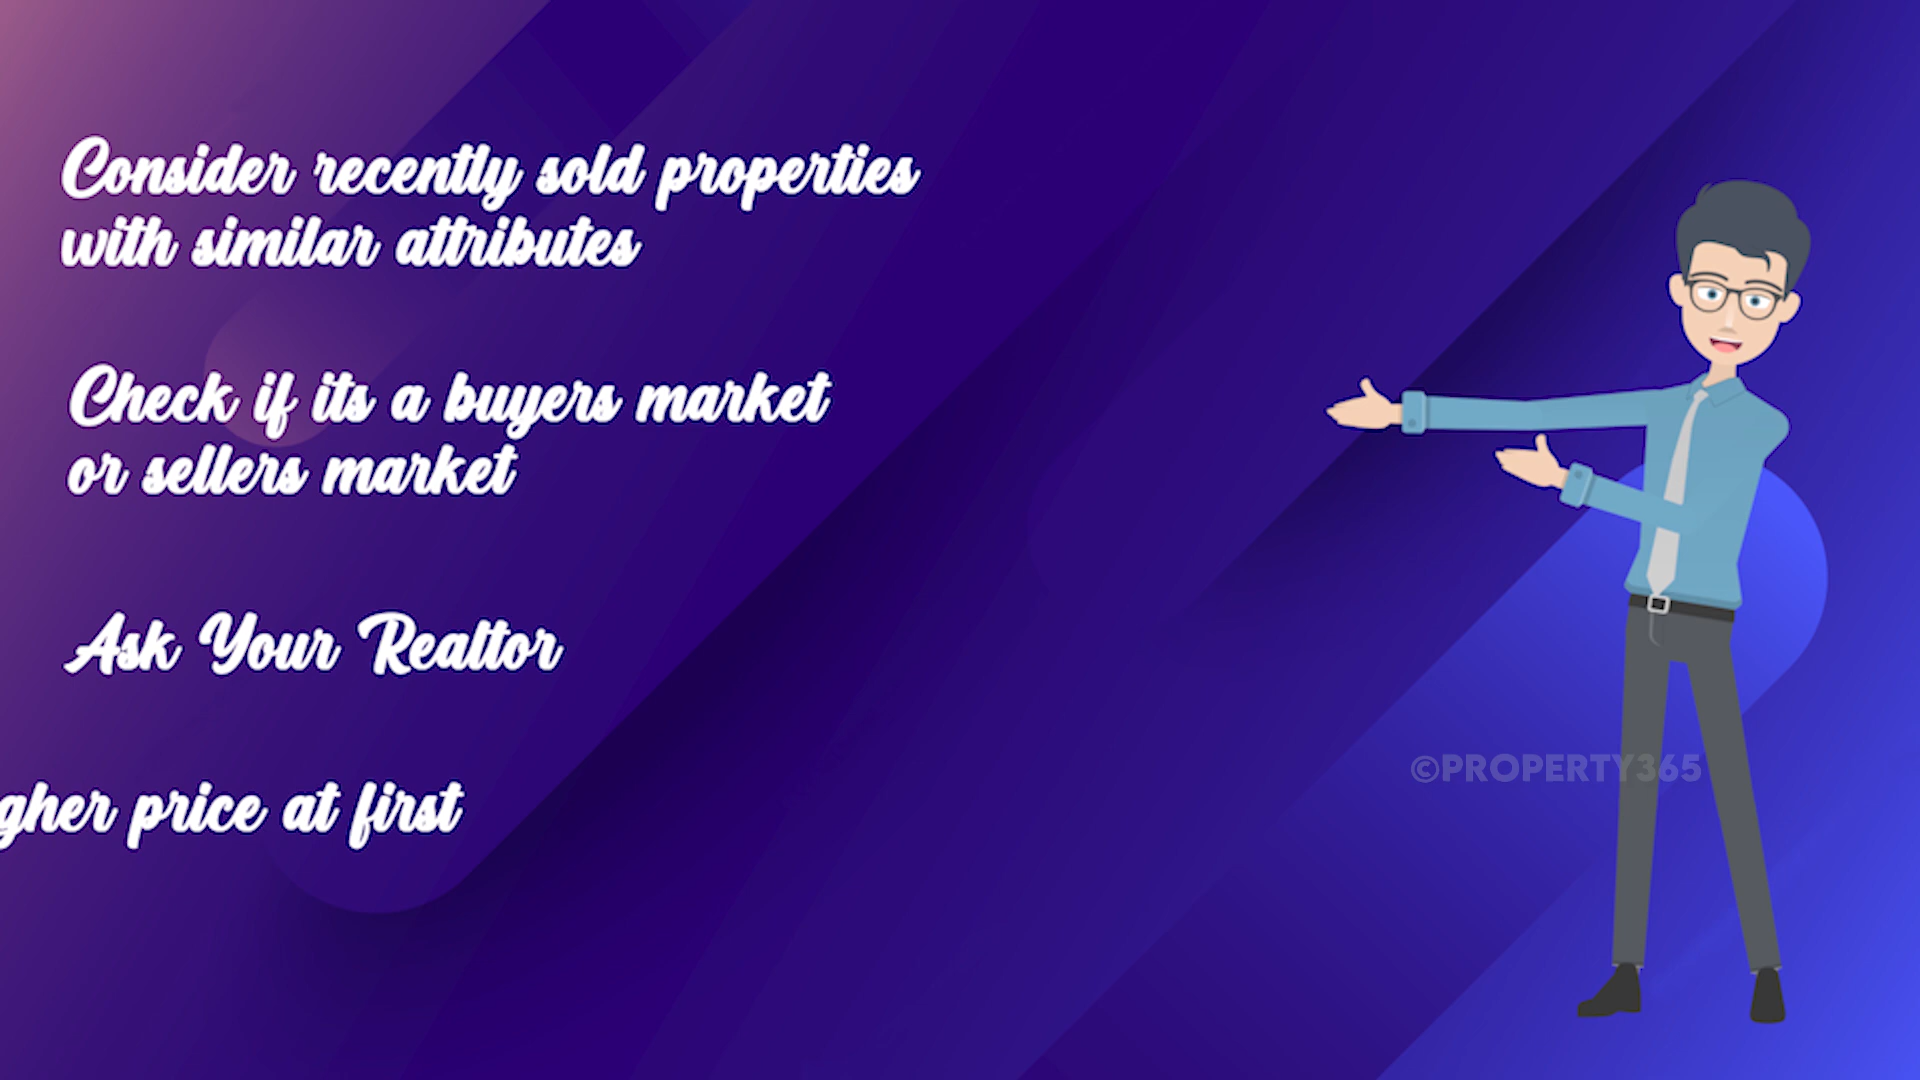 Consider recently sold properties
with similar attributes
Check if its a buyers market
or sellers market
Ask Your Realtor
gher price at first
©PROPERTY365